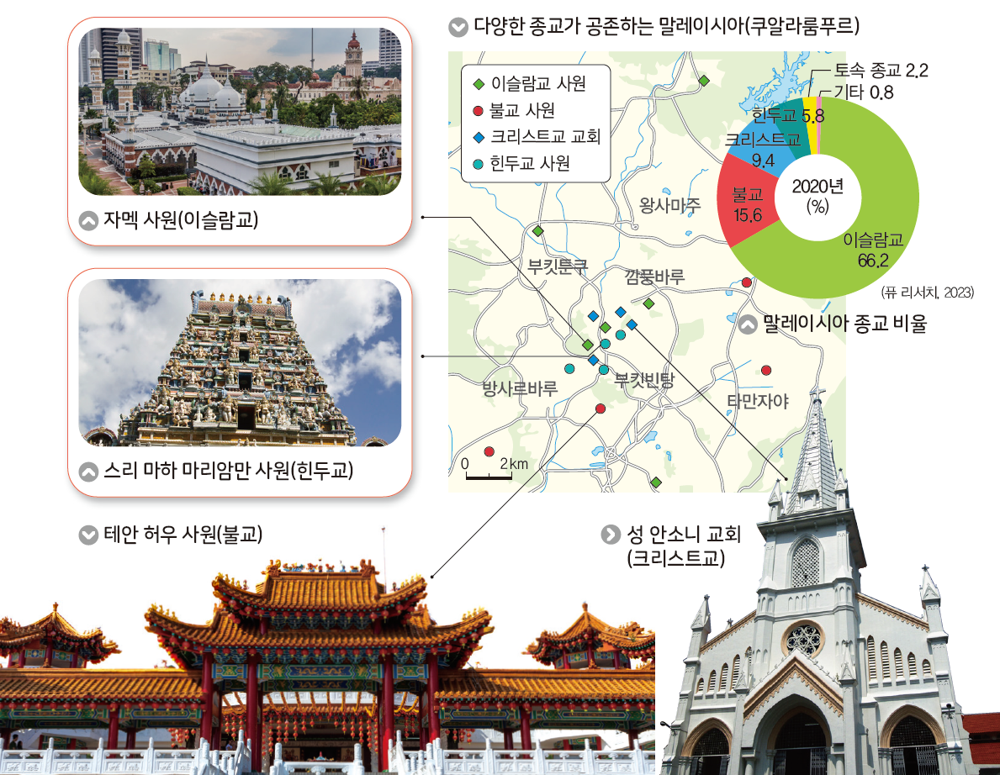 다양한 종교가 공존하는 말레이시아(쿠알라룸푸르)
이슬람교 사원
불교 사원
크리스트교 교회
힌두교 사원
토속 종교 2.2
기타 0.8
힌두교 5.8
크리스트교
9.4
불교
15.6
2020년
(%)
이슬람교
66.2
(퓨 리서치, 2023)
말레이시아 종교 비율
왕사마주
부킷툰쿠
깜풍바루
부킷빈탕
방사르바루
타만자야
0 2km
자멕 사원(이슬람교)
스리 마하 마리암만 사원(힌두교)
테안 허우 사원(불교)
성 안소니 교회
(크리스트교)